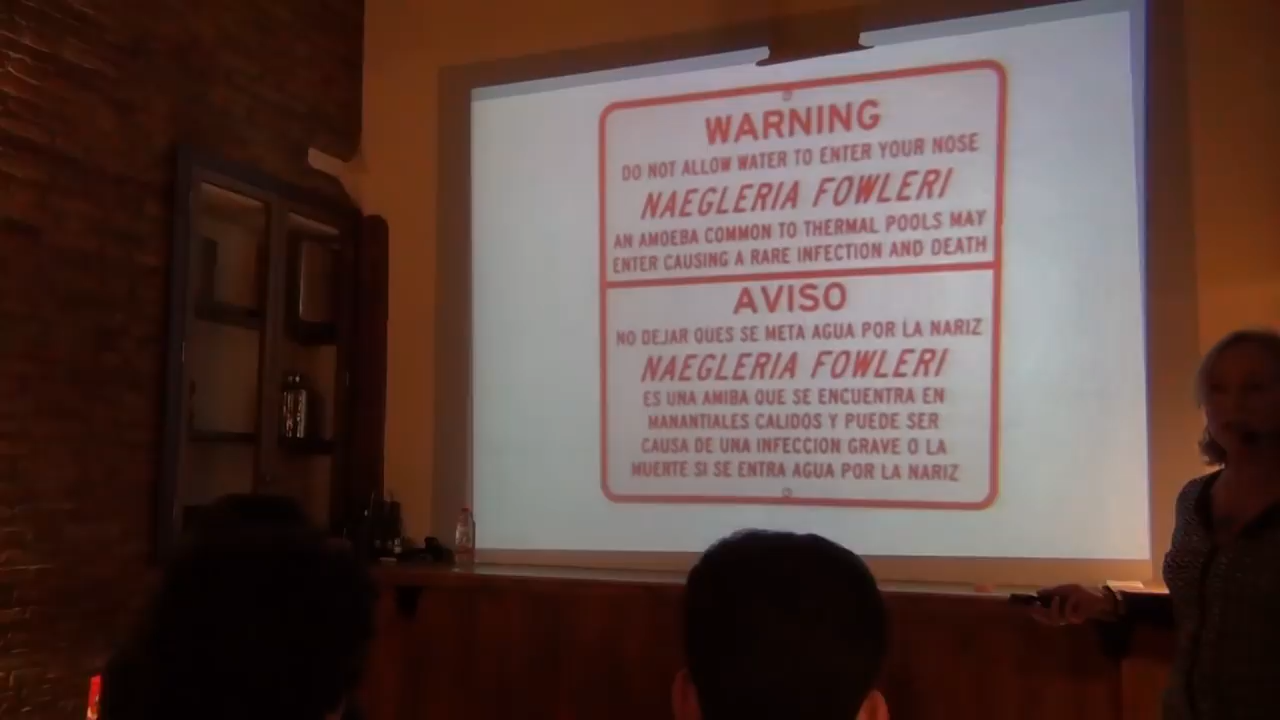 WARNING
DO NOT ALLOW WATER TO ENTER YOUR NOSE
NAEGLERIA FOWLERI
AN AMOEBA COMMON TO THERMAL POOLS MAY
ENTER CAUSING A RARE INFECTION AND DEATH
AVISO
NO DEJAR QUES SE META AGUA POR LA NARIZ
NAEGLERIA FOWLERI
ES UNA AMIBA QUE SE ENCUENTRA EN
MANANTIALES CALIDOS Y PUEDE SER
CAUSA DE UNA INFECCION GRAVE O LA
MUERTE SI SE ENTRA AGUA POR LA NARIZ